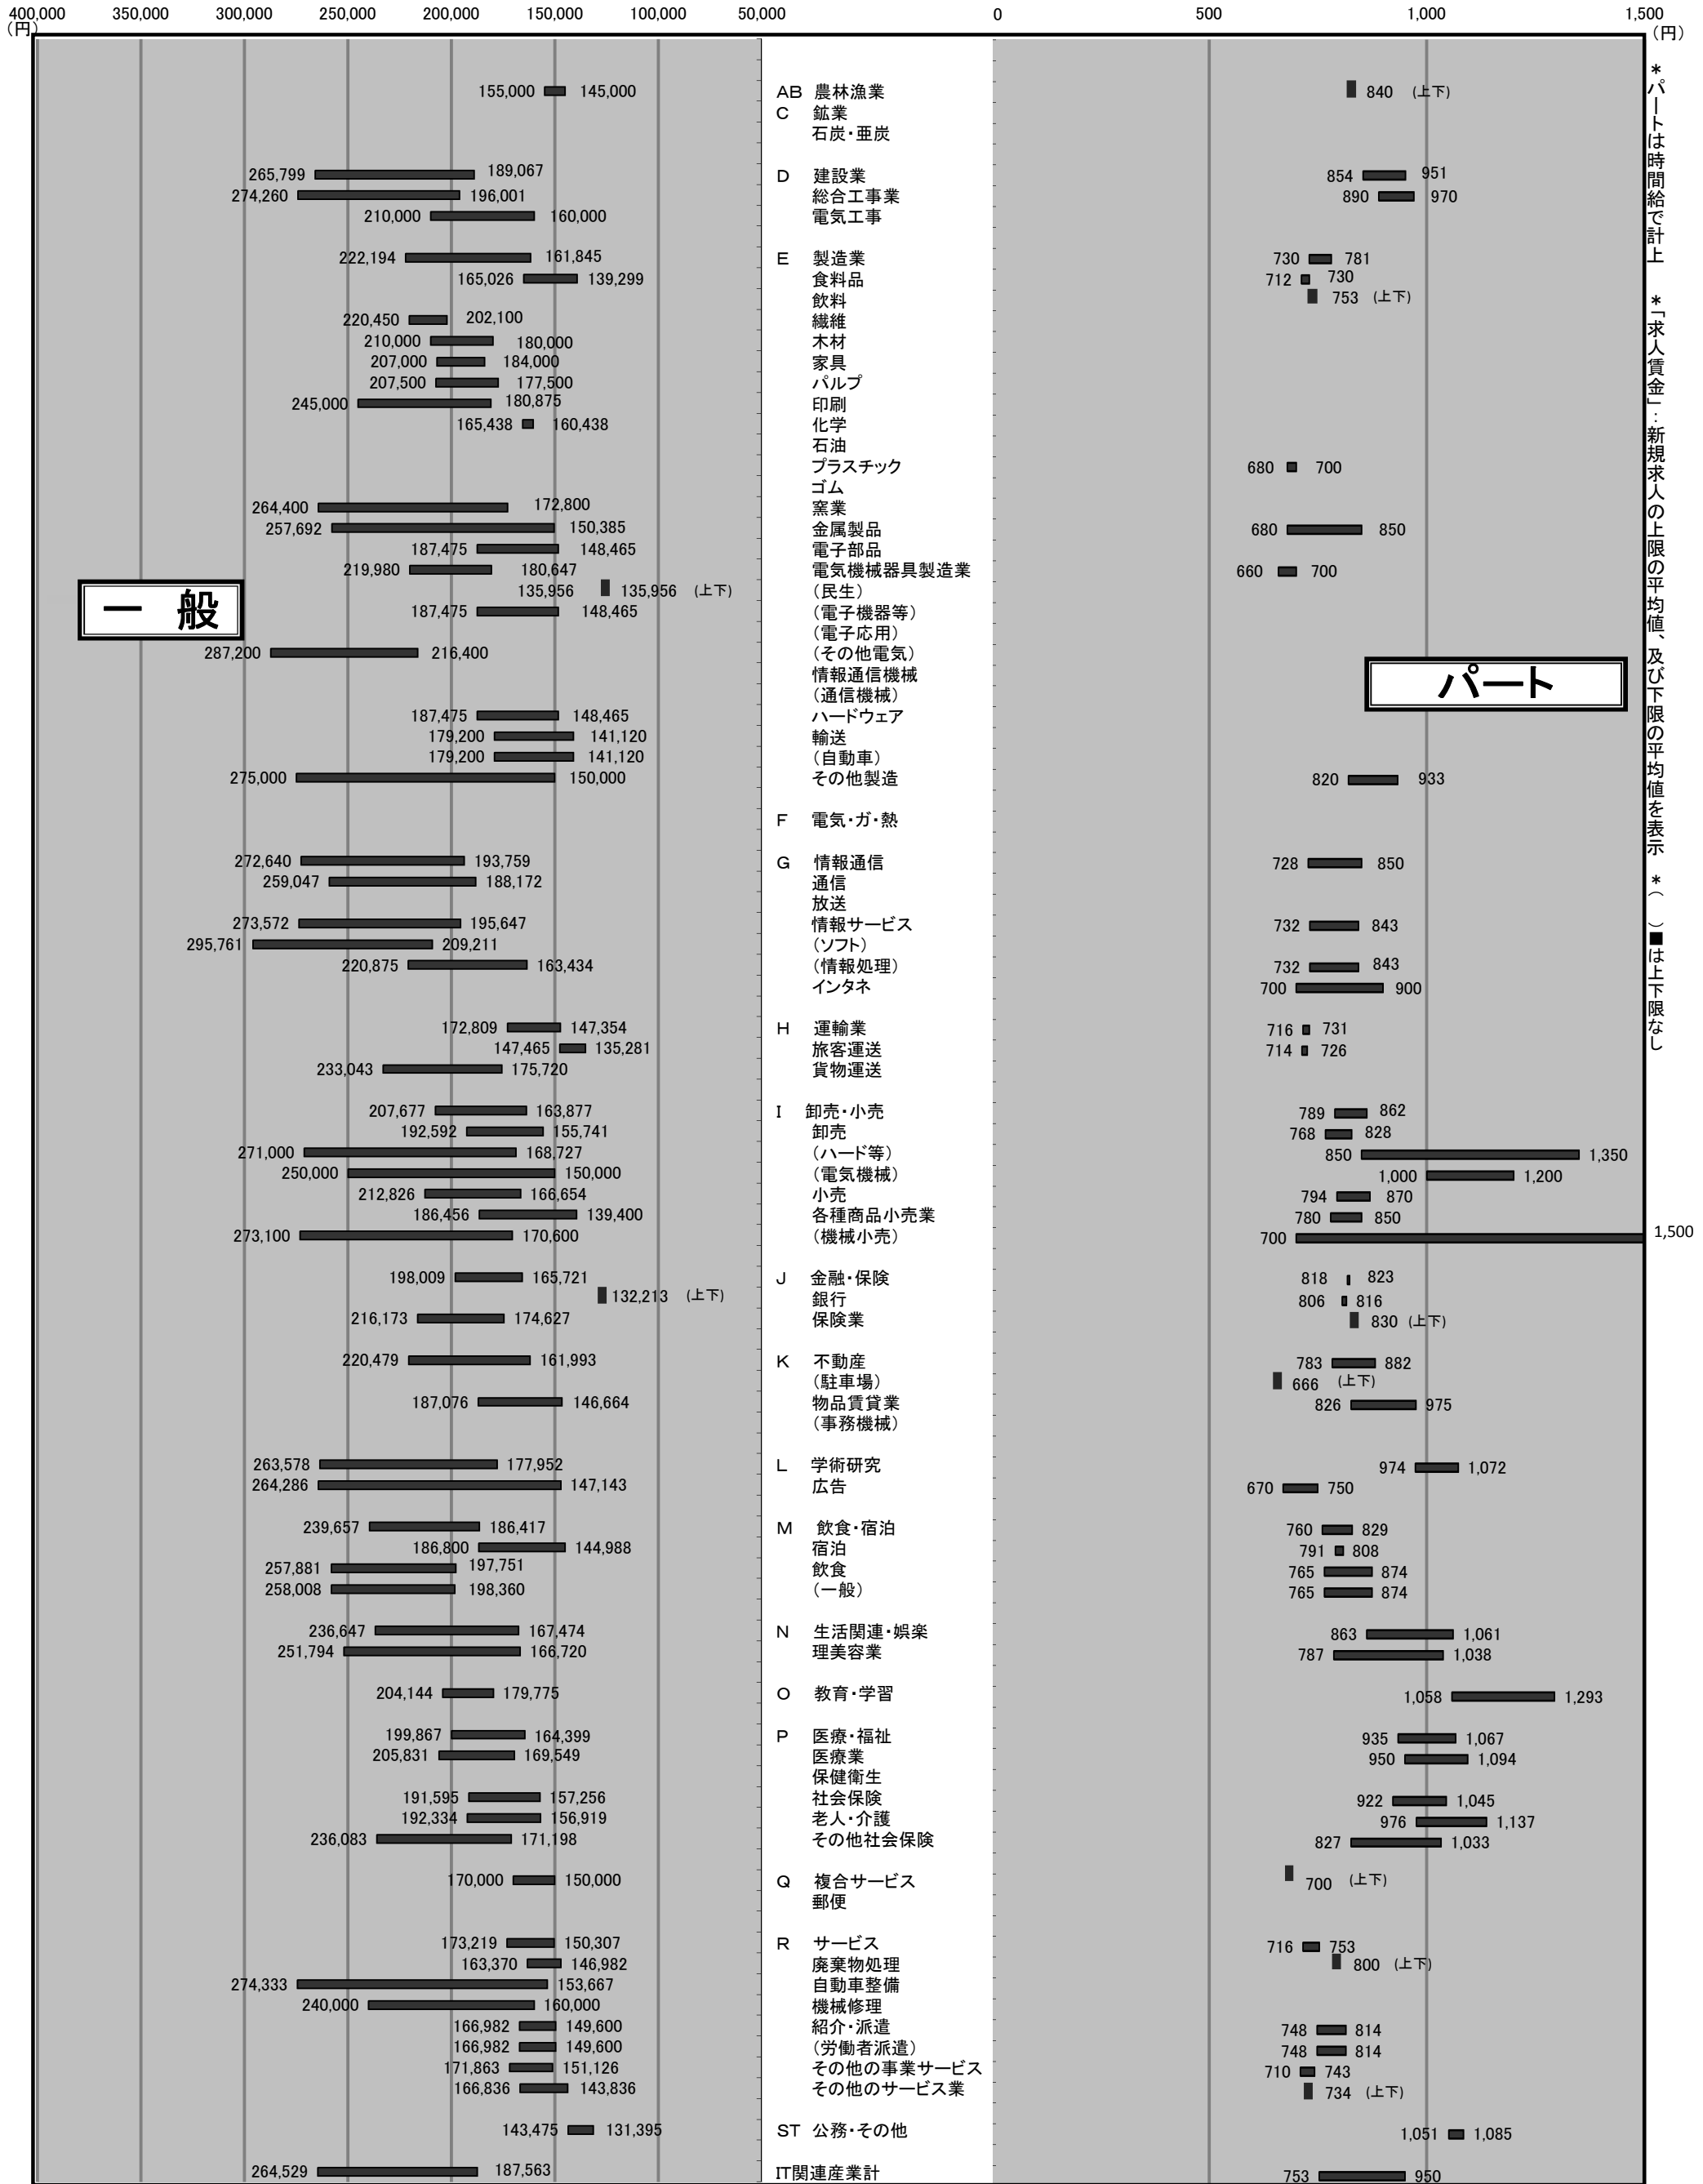 400,000 350,000 300,000 250,000 200,000 150,000 100,000 50,000 0 500 1,000 1,500
(円) (円)
155,000 145,000 AB 農林漁業 840 (上下)
C 鉱業
石炭・亜炭
265,799 189,067 D 建設業 854 951
274,260 196,001 総合工事業 890 970
210,000 160,000 電気工事
222,194 161,845 E 製造業 730 781
165,026 139,299 食料品 712 730
飲料 753 (上下)
220,450 202,100 繊維
210,000 180,000 木材
207,000 184,000 家具
207,500 177,500 パルプ
245,000 180,875 印刷
165,438 160,438 化学
石油
プラスチック 680 700
ゴム
264,400 172,800 窯業
257,692 150,385 金属製品 680 850
187,475 148,465 電子部品
219,980 180,647 電気機械器具製造業 660 700
135,956 135,956 (上下) (民生)
187,475 148,465 (電子機器等)
(電子応用)
287,200 216,400 (その他電気)
情報通信機械
(通信機械)
187,475 148,465 ハードウェア
179,200 141,120 輸送
179,200 141,120 (自動車)
275,000 150,000 その他製造 820 933
F 電気・ガ・熱
272,640 193,759 G 情報通信 728 850
259,047 188,172 通信
放送
273,572 195,647 情報サービス 732 843
295,761 209,211 (ソフト)
220,875 163,434 (情報処理) 732 843
インタネ 700 900
172,809 147,354 H 運輸業 716 731
147,465 135,281 旅客運送 714 726
233,043 175,720 貨物運送
207,677 163,877 I 卸売・小売 789 862
192,592 155,741 卸売 768 828
271,000 168,727 (ハード等) 850 1,350
250,000 150,000 (電気機械) 1,000 1,200
212,826 166,654 小売 794 870
186,456 139,400 各種商品小売業 780 850
273,100 170,600 (機械小売) 700 1,500
198,009 165,721 J 金融・保険 818 823
132,213 (上下) 銀行 806 816
216,173 174,627 保険業 830 (上下)
220,479 161,993 K 不動産 783 882
(駐車場) 666 (上下)
187,076 146,664 物品賃貸業 826 975
(事務機械)
263,578 177,952 L 学術研究 974 1,072
264,286 147,143 広告 670 750
239,657 186,417 M 飲食・宿泊 760 829
186,800 144,988 宿泊 791 808
257,881 197,751 飲食 765 874
258,008 198,360 (一般) 765 874
236,647 167,474 N 生活関連・娯楽 863 1,061
251,794 166,720 理美容業 787 1,038
204,144 179,775 O 教育・学習 1,058 1,293
199,867 164,399 P 医療・福祉 935 1,067
205,831 169,549 医療業 950 1,094
保健衛生
191,595 157,256 社会保険 922 1,045
192,334 156,919 老人・介護 976 1,137
236,083 171,198 その他社会保険 827 1,033
170,000 150,000 Q 複合サービス 700 (上下)
郵便
173,219 150,307 R サービス 716 753
163,370 146,982 廃棄物処理 800 (上下)
274,333 153,667 自動車整備
240,000 160,000 機械修理
166,982 149,600 紹介・派遣 748 814
166,982 149,600 (労働者派遣) 748 814
171,863 151,126 その他の事業サービス 710 743
166,836 143,836 その他のサービス業 734 (上下)
143,475 131,395 ST 公務・その他 1,051 1,085
264,529 187,563 IT関連産業計 753 950
一 般
パート
*パートは時間給で計上 *「求人賃金」:新規求人の上限の平均値、及び下限の平均値を表示 *( )■は上下限なし